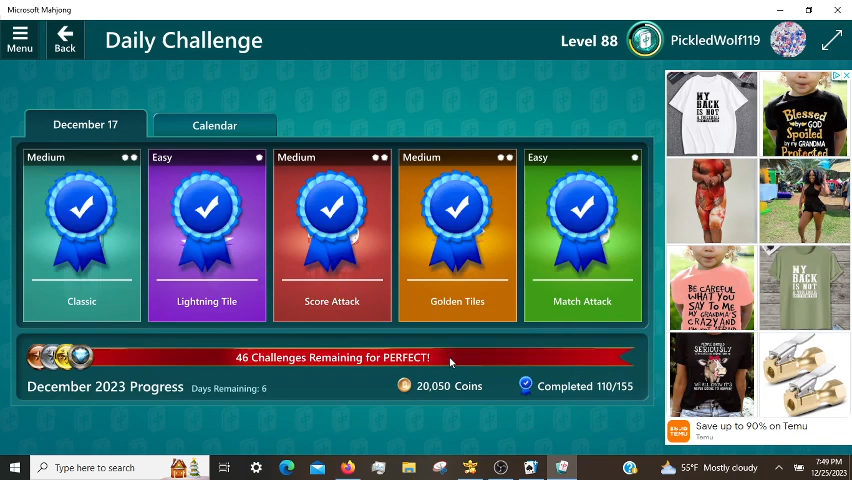 Microsoft Mahjong
Menu
Back
Daily Challenge
Level 88
PickledWolf119
December 17
Calendar
Medium
Easy
Medium
Medium
Easy
Classic
Lightning Tile
Score Attack
Golden Tiles
Match Attack
46 Challenges Remaining for PERFECT!
December 2023 Progress
Days Remaining: 6
20,050 Coins
Completed 110/155
MY
BACK
IS NOT
Blessed
by GOD
Spoiled
by my GRANDMA
Protected
BE CAREFUL
WHAT YOU
SAY TO ME
MY GRANDMA'S
CRAZY AND
MY
BACK
IS NOT
SERIOUSLY
TEMU
Save up to 90% on Temu
Temu
Type here to search
55°F Mostly cloudy
7:49 PM
12/25/2023